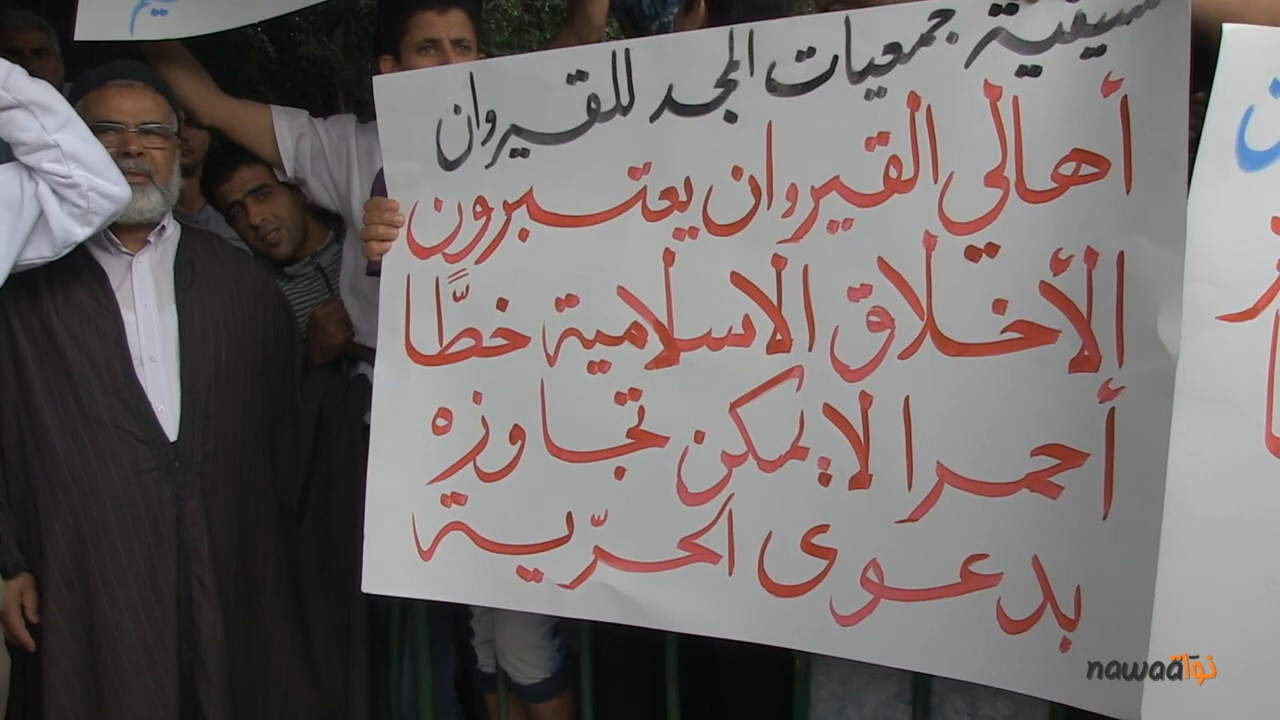 جمعيات المجد للقيروان
أهالي القيروان يعتبرون
الأخلاق الاسلامية خطًّا
أحمرا لا يمكن تجاوزه
بدعوى الحرّية
nawaat نواة